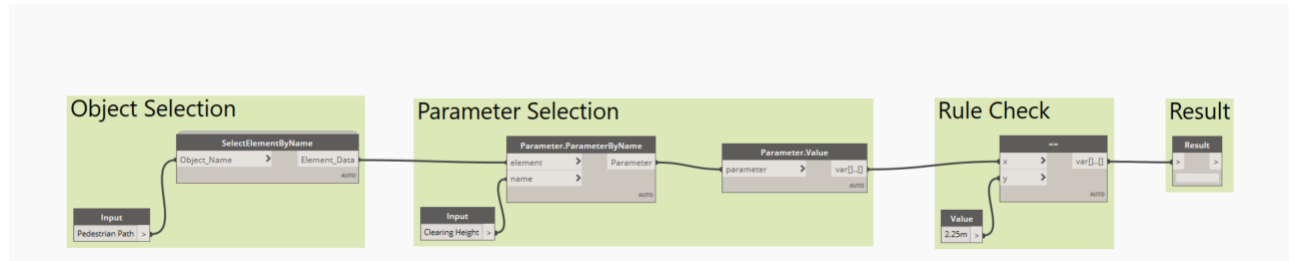 Object Selection
SelectElementByName
Object_Name > Element_Data
AUTO
Input
Pedestrian Path >
Parameter Selection
Parameter.ParameterByName
element > Parameter
name >
AUTO
Input
Clearing Height >
Parameter.Value
parameter > var[]..[]
AUTO
Rule Check
==
x > var[]..[]
y >
AUTO
Value
2.25m >
Result
Result
> >